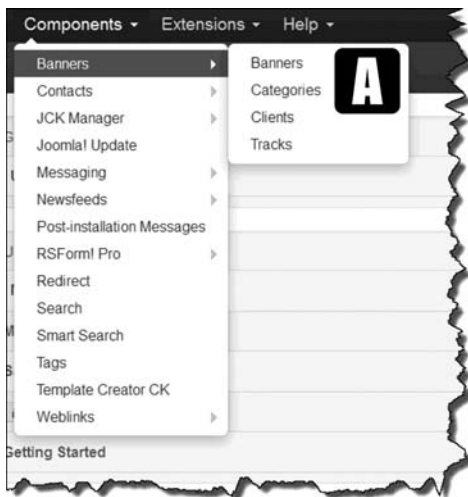 Components Extensions Help
Banners
Contacts
JCK Manager
Joomla! Update
Messaging
Newsfeeds
Post-installation Messages
RSForm! Pro
Redirect
Search
Smart Search
Tags
Template Creator CK
Weblinks
Banners
Categories
Clients
Tracks
A
Getting Started